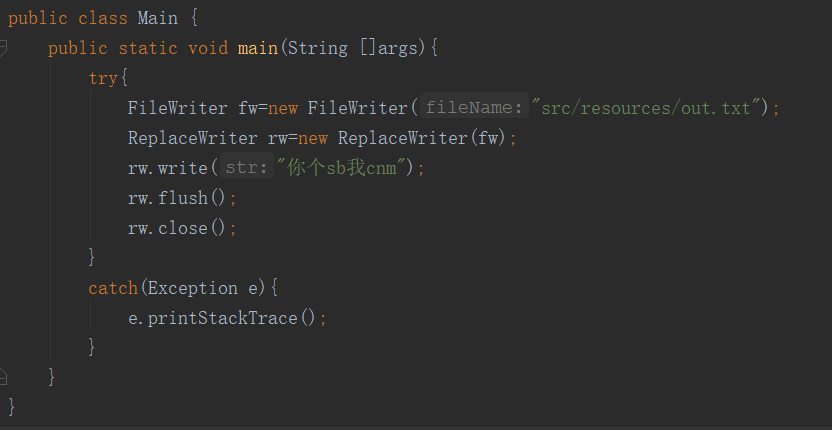 public class Main {
public static void main(String []args){
try{
FileWriter fw=new FileWriter( fileName: "src/resources/out.txt");
ReplaceWriter rw=new ReplaceWriter(fw);
rw.write( str: "你个sb我cnm");
rw.flush();
rw.close();
}
catch(Exception e){
e.printStackTrace();
}
}
}